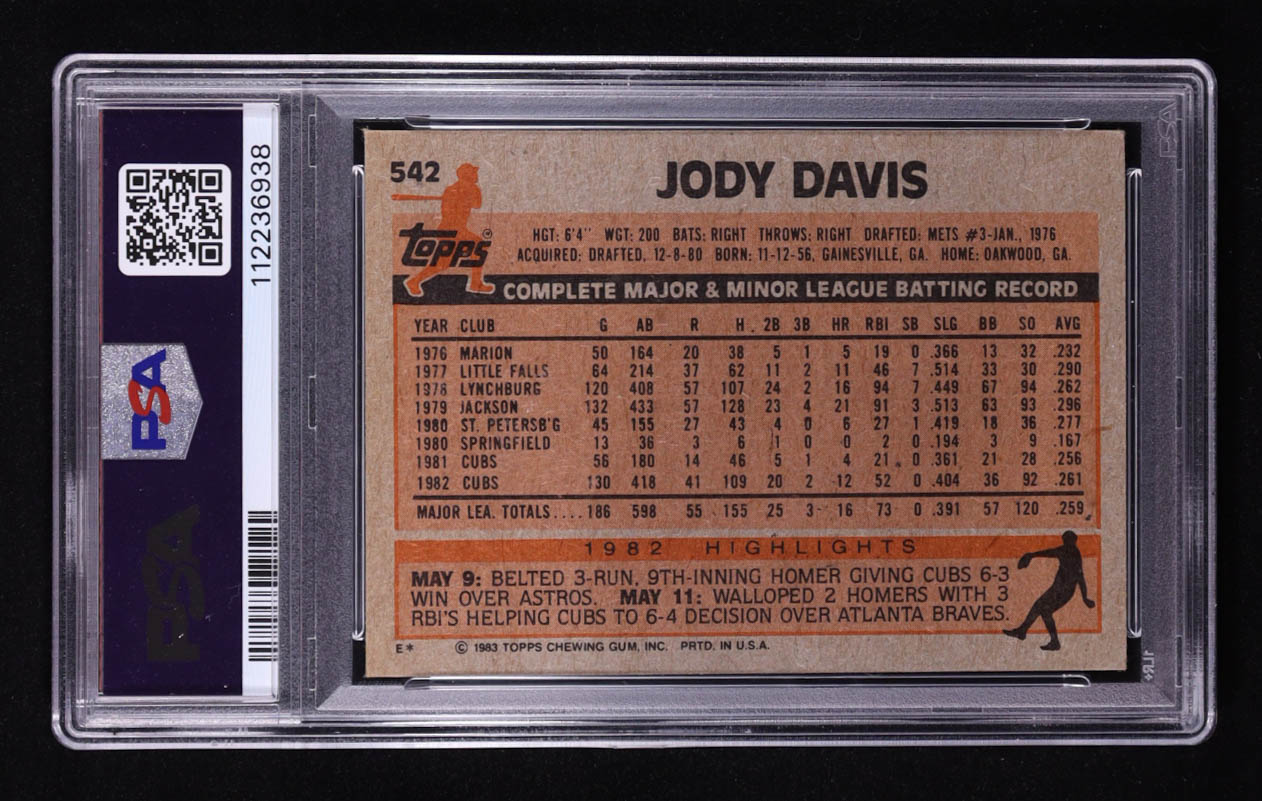 542
JODY DAVIS
topps®
HGT: 6'4" WGT: 200 BATS: RIGHT THROWS: RIGHT DRAFTED: METS #3-JAN., 1976
ACQUIRED: DRAFTED, 12-8-80 BORN: 11-12-56, GAINESVILLE, GA. HOME: OAKWOOD, GA.
COMPLETE MAJOR & MINOR LEAGUE BATTING RECORD
YEAR CLUB G AB R H 2B 3B HR RBI SB SLG BB SO AVG
1976 MARION 50 164 20 38 5 1 5 19 0 .366 13 32 .232
1977 LITTLE FALLS 64 214 37 62 11 2 11 46 7 .514 33 30 .290
1978 LYNCHBURG 120 408 57 107 24 2 16 94 7 .449 67 94 .262
1979 JACKSON 132 433 57 128 23 4 21 91 3 .513 63 93 .296
1980 ST. PETERSB'G 45 155 27 43 4 0 6 27 1 .419 18 36 .277
1980 SPRINGFIELD 13 36 3 6 1 0 0 2 0 .194 3 9 .167
1981 CUBS 56 180 14 46 5 1 4 21 0 .361 21 28 .256
1982 CUBS 130 418 41 109 20 2 12 52 0 .404 36 92 .261
MAJOR LEA. TOTALS....186 598 55 155 25 3 16 73 0 .391 57 120 .259
1982 HIGHLIGHTS
MAY 9: BELTED 3-RUN, 9TH-INNING HOMER GIVING CUBS 6-3
WIN OVER ASTROS. MAY 11: WALLOPED 2 HOMERS WITH 3
RBI'S HELPING CUBS TO 6-4 DECISION OVER ATLANTA BRAVES.
E* © 1983 TOPPS CHEWING GUM, INC. PRTD. IN U.S.A.
112236938
PSA
PSA
PSA
1LR+